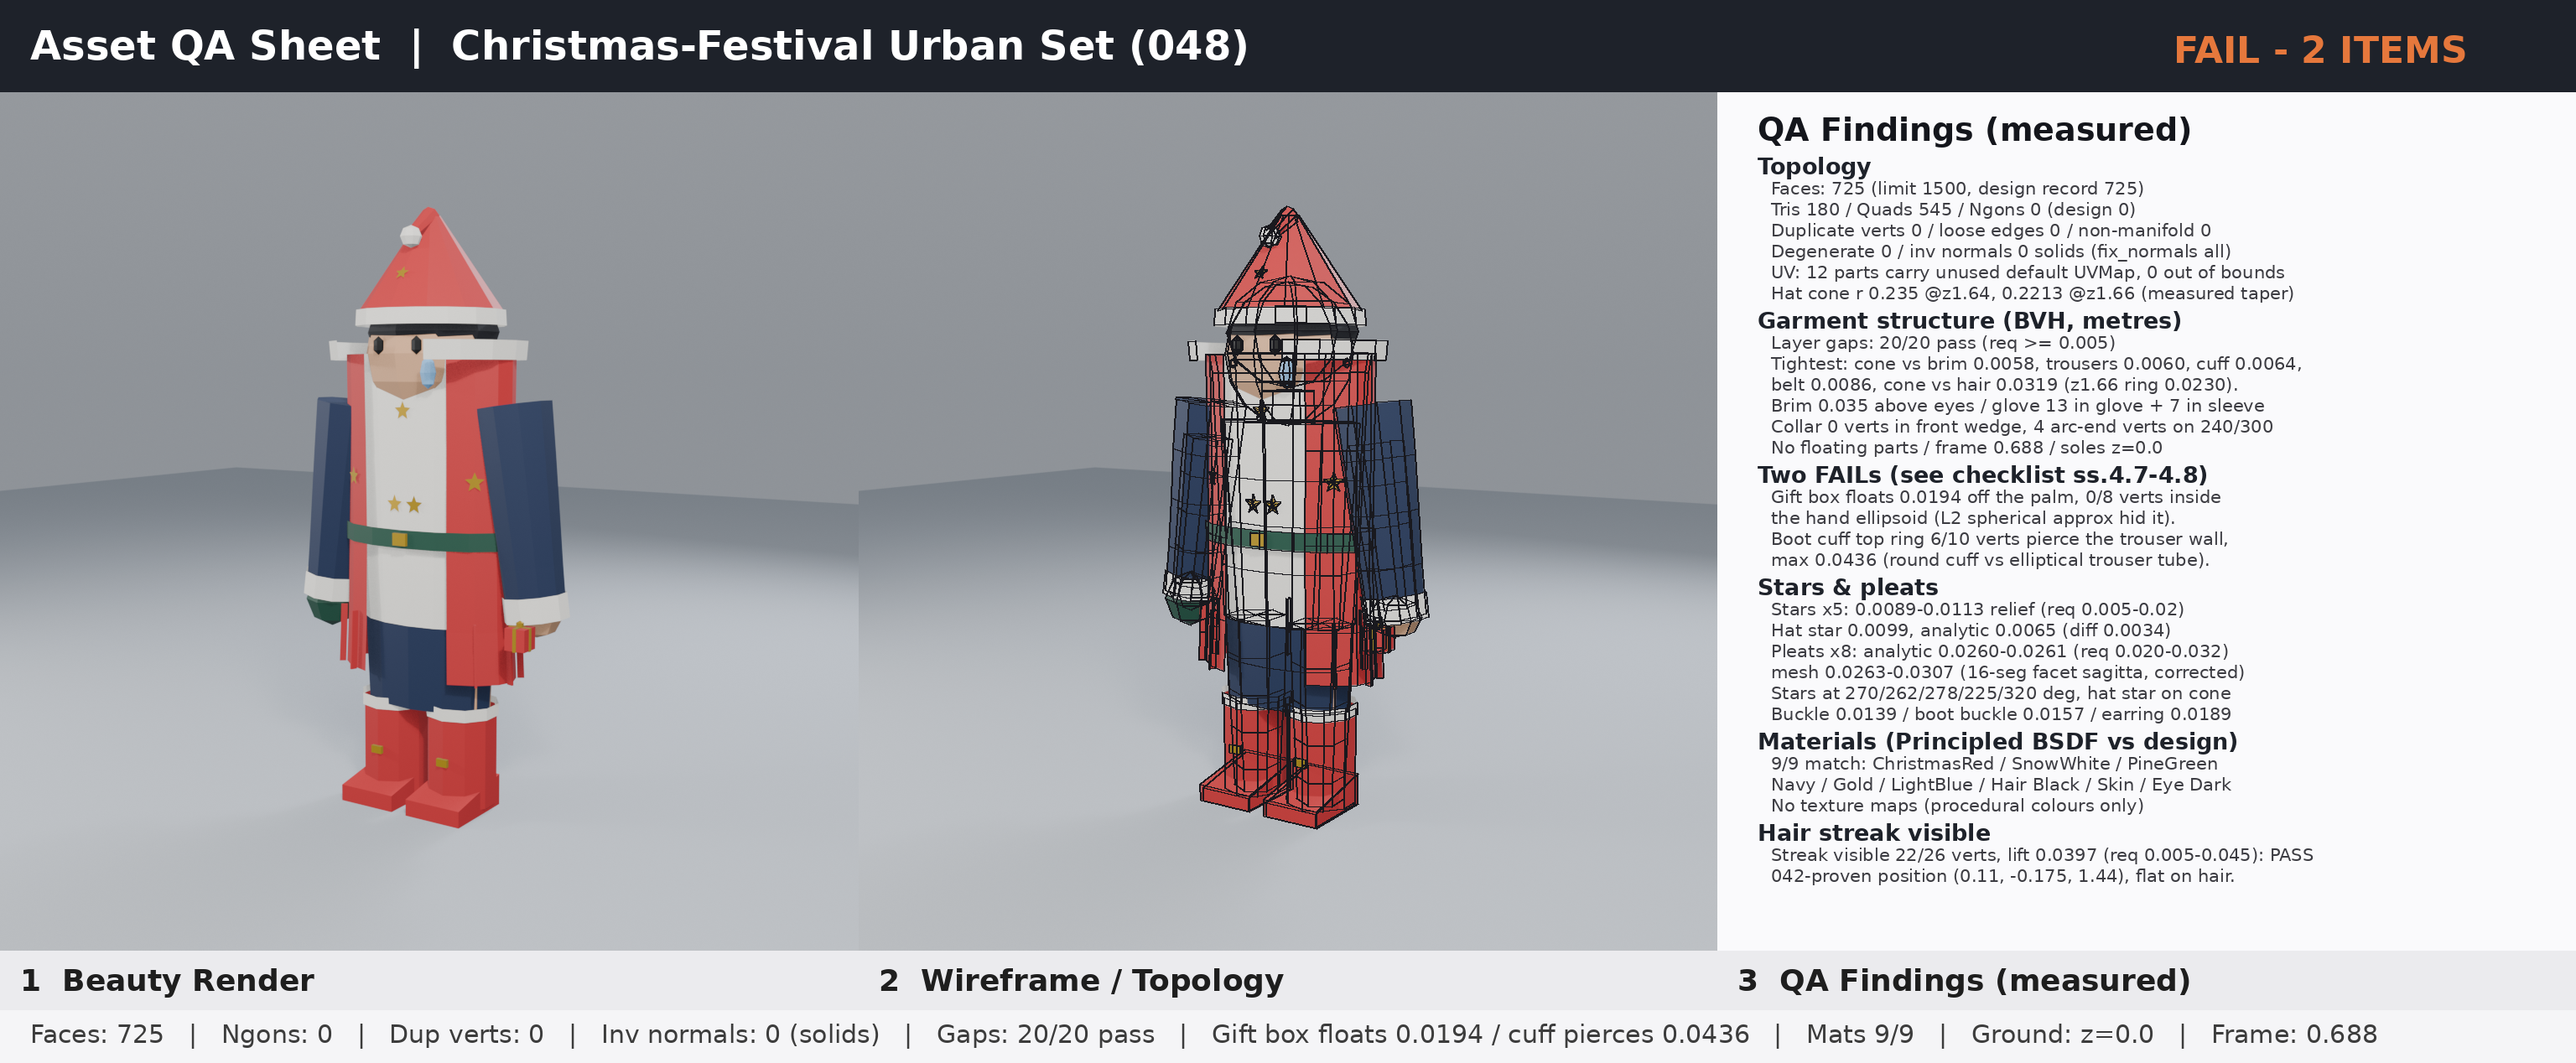 Asset QA Sheet | Christmas-Festival Urban Set (048)
FAIL - 2 ITEMS
QA Findings (measured)
Topology
Faces: 725 (limit 1500, design record 725)
Tris 180 / Quads 545 / Ngons 0 (design 0)
Duplicate verts 0 / loose edges 0 / non-manifold 0
Degenerate 0 / inv normals 0 solids (fix_normals all)
UV: 12 parts carry unused default UVMap, 0 out of bounds
Hat cone r 0.235 @z1.64, 0.2213 @z1.66 (measured taper)
Garment structure (BVH, metres)
Layer gaps: 20/20 pass (req >= 0.005)
Tightest: cone vs brim 0.0058, trousers 0.0060, cuff 0.0064,
belt 0.0086, cone vs hair 0.0319 (z1.66 ring 0.0230).
Brim 0.035 above eyes / glove 13 in glove + 7 in sleeve
Collar 0 verts in front wedge, 4 arc-end verts on 240/300
No floating parts / frame 0.688 / soles z=0.0
Two FAILs (see checklist ss.4.7-4.8)
Gift box floats 0.0194 off the palm, 0/8 verts inside
the hand ellipsoid (L2 spherical approx hid it).
Boot cuff top ring 6/10 verts pierce the trouser wall,
max 0.0436 (round cuff vs elliptical trouser tube).
Stars & pleats
Stars x5: 0.0089-0.0113 relief (req 0.005-0.02)
Hat star 0.0099, analytic 0.0065 (diff 0.0034)
Pleats x8: analytic 0.0260-0.0261 (req 0.020-0.032)
mesh 0.0263-0.0307 (16-seg facet sagitta, corrected)
Stars at 270/262/278/225/320 deg, hat star on cone
Buckle 0.0139 / boot buckle 0.0157 / earring 0.0189
Materials (Principled BSDF vs design)
9/9 match: ChristmasRed / SnowWhite / PineGreen
Navy / Gold / LightBlue / Hair Black / Skin / Eye Dark
No texture maps (procedural colours only)
Hair streak visible
Streak visible 22/26 verts, lift 0.0397 (req 0.005-0.045): PASS
042-proven position (0.11, -0.175, 1.44), flat on hair.
1 Beauty Render
2 Wireframe / Topology
3 QA Findings (measured)
Faces: 725 | Ngons: 0 | Dup verts: 0 | Inv normals: 0 (solids) | Gaps: 20/20 pass | Gift box floats 0.0194 / cuff pierces 0.0436 | Mats 9/9 | Ground: z=0.0 | Frame: 0.688